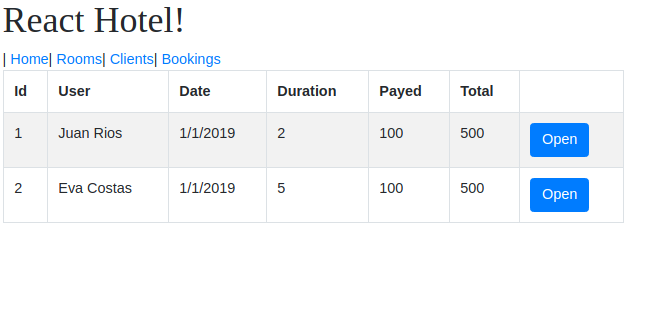 React Hotel!
| Home| Rooms| Clients| Bookings
Id User Date Duration Payed Total
1 Juan Rios 1/1/2019 2 100 500 Open
2 Eva Costas 1/1/2019 5 100 500 Open